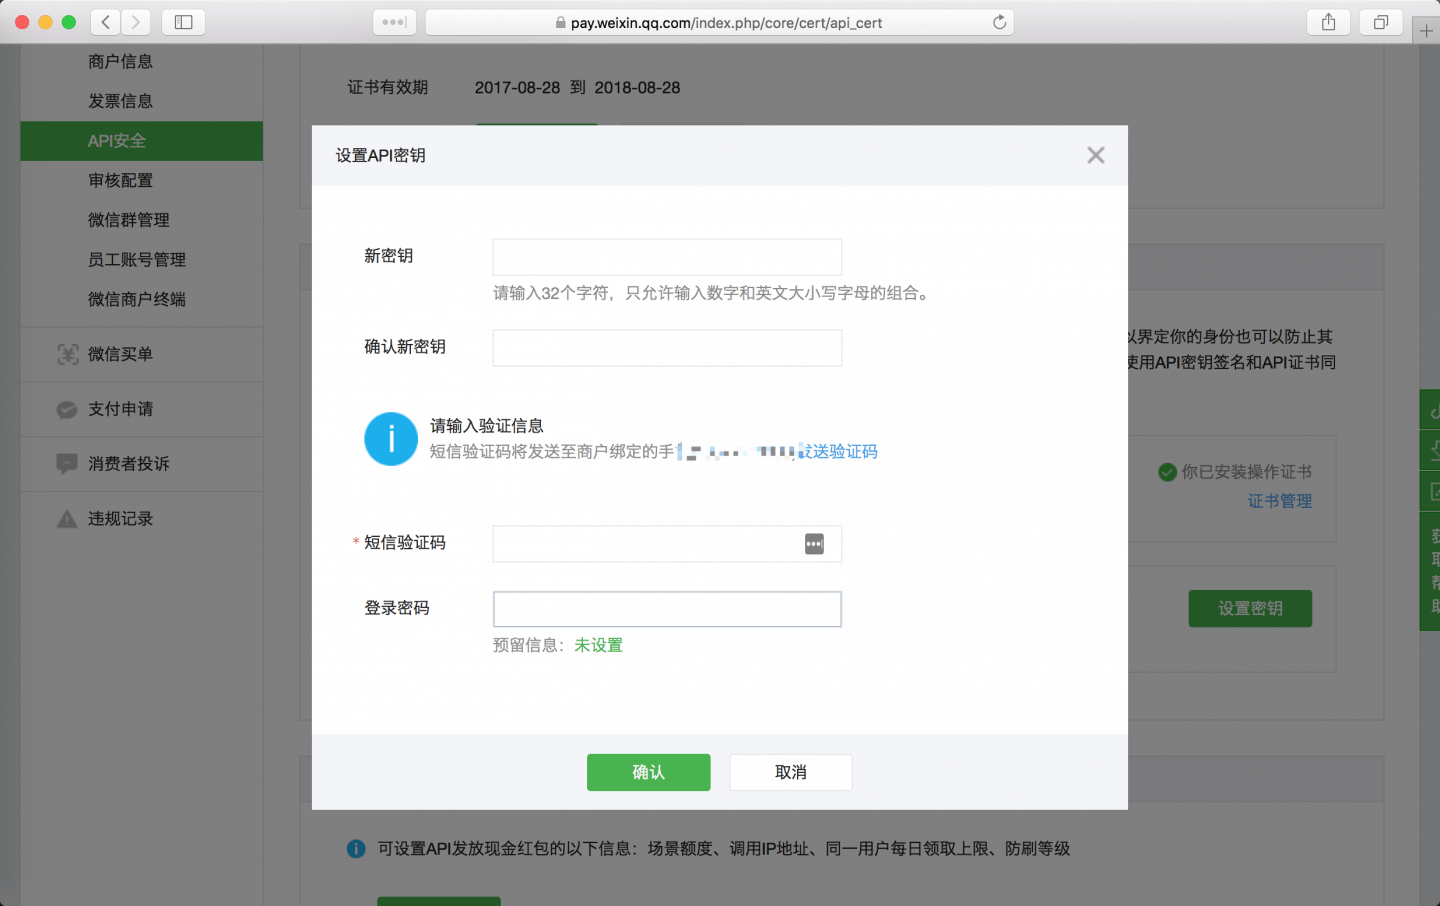 pay.weixin.qq.com/index.php/core/cert/api_cert
商户信息
发票信息
API安全
审核配置
微信群管理
员工账号管理
微信商户终端
微信买单
支付申请
消费者投诉
违规记录
证书有效期 2017-08-28 到 2018-08-28
设置API密钥
新密钥
请输入32个字符，只允许输入数字和英文大小写字母的组合。
确认新密钥
请输入验证信息
短信验证码将发送至商户绑定的手
发送验证码
* 短信验证码
登录密码
预留信息：未设置
确认
取消
以界定你的身份也可以防止其
使用API密钥签名和API证书同
你已安装操作证书
证书管理
设置密钥
获
取
帮
助
可设置API发放现金红包的以下信息：场景额度、调用IP地址、同一用户每日领取上限、防刷等级